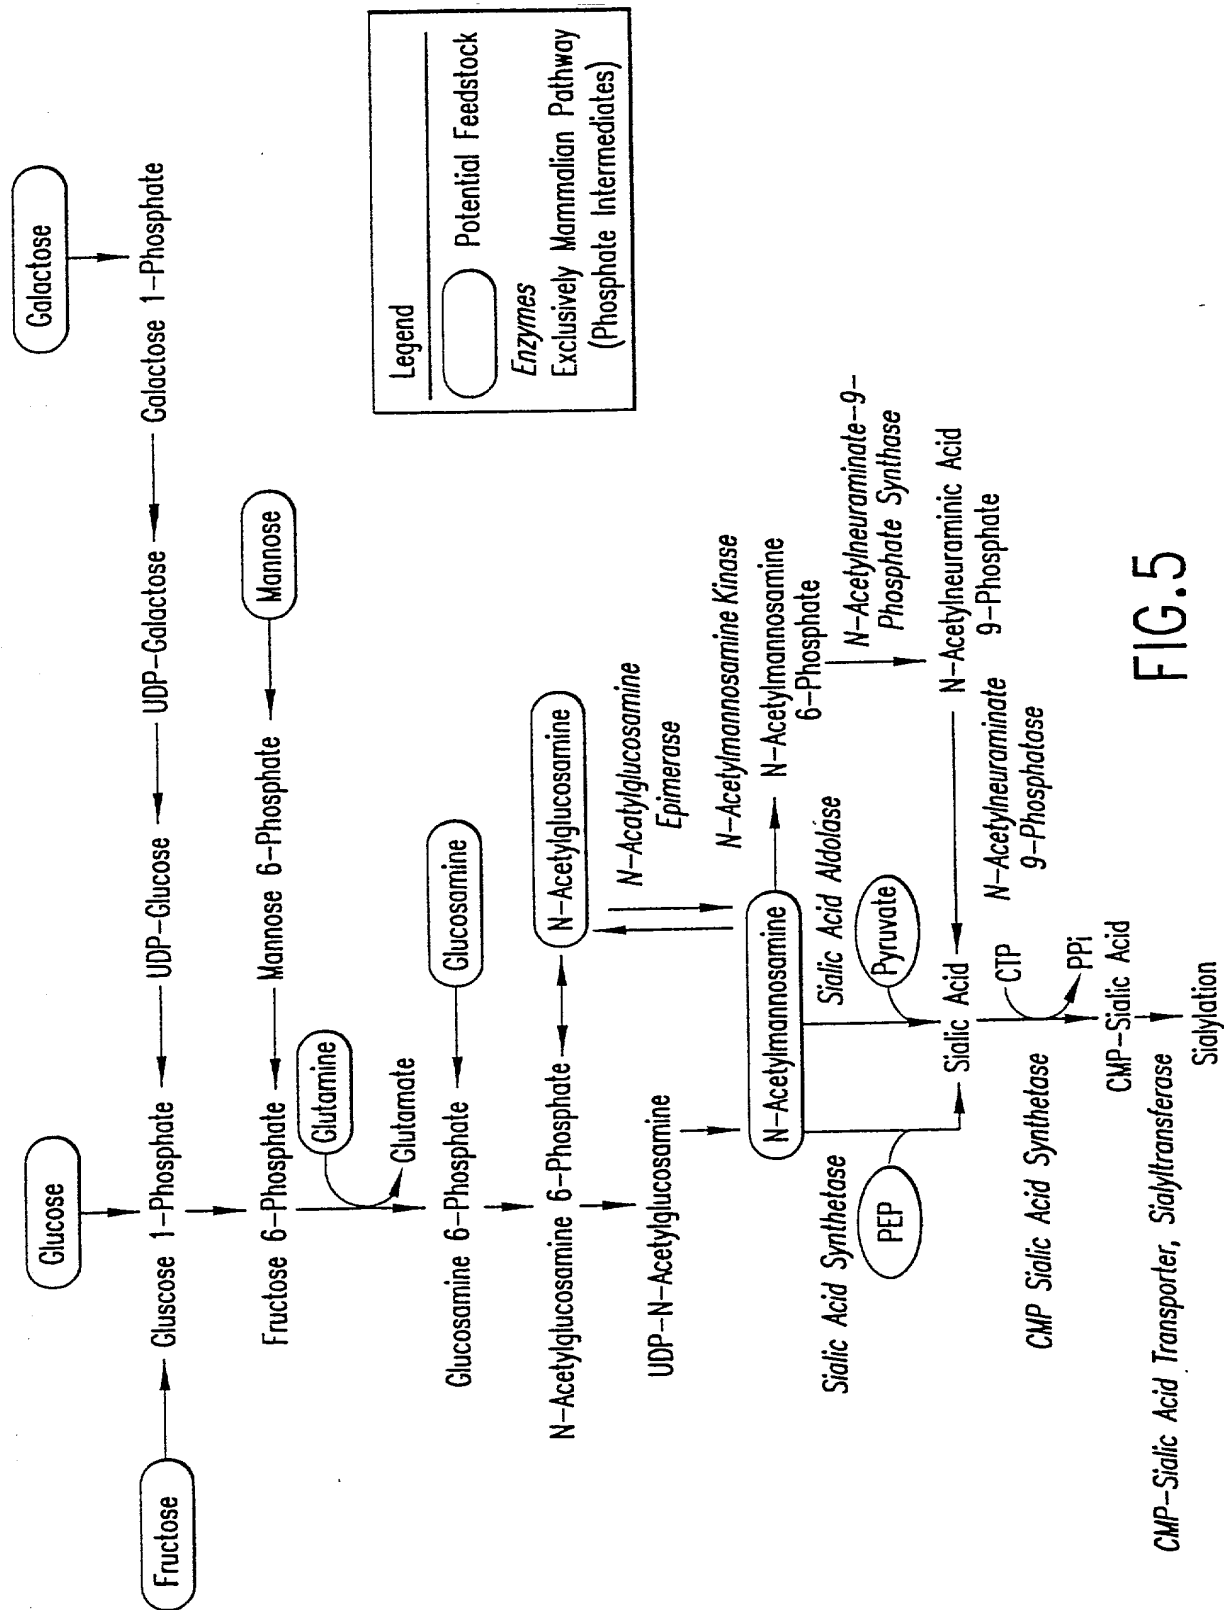 Galactose
Glucose
Fructose
Gluscose 1-Phosphate
UDP-Glucose
UDP-Galactose
Galactose 1-Phosphate
Fructose 6-Phosphate
Mannose 6-Phosphate
Mannose
Glutamine
Glutamate
Glucosamine 6-Phosphate
Glucosamine
N-Acetylglucosamine 6-Phosphate
N-Acetylglucosamine
UDP-N-Acetylglucosamine
N-Acatylglucosamine
Epimerase
N-Acetylmannosamine
N-Acetylmannosamine Kinase
N-Acetylmannosamine
6-Phosphate
Sialic Acid Synthetase
PEP
Sialic Acid Aldolase
Pyruvate
N-Acetylneuraminate-9-
Phosphate Synthase
Sialic Acid
N-Acetylneuraminic Acid
9-Phosphate
N-Acetylneuraminate
9-Phosphatase
CMP Sialic Acid Synthetase
CTP
PPi
CMP-Sialic Acid
CMP-Sialic Acid Transporter, Sialyltransferase
Sialylation
Legend
Potential Feedstock
Enzymes
Exclusively Mammalian Pathway
(Phosphate Intermediates)
FIG.5